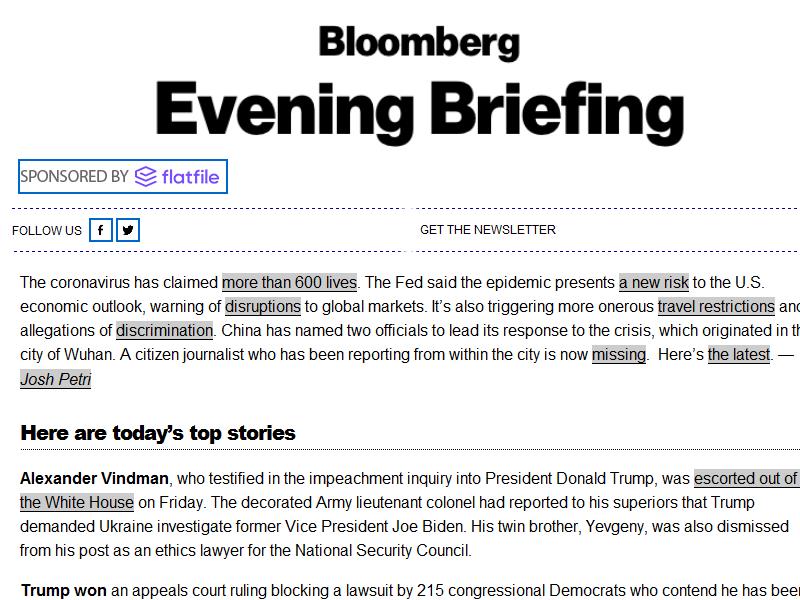 Bloomberg
Evening Briefing
SPONSORED BY flatfile
FOLLOW US
GET THE NEWSLETTER
The coronavirus has claimed more than 600 lives. The Fed said the epidemic presents a new risk to the U.S.
economic outlook, warning of disruptions to global markets. It’s also triggering more onerous travel restrictions and
allegations of discrimination. China has named two officials to lead its response to the crisis, which originated in th
city of Wuhan. A citizen journalist who has been reporting from within the city is now missing. Here’s the latest. —
Josh Petri
Here are today’s top stories
Alexander Vindman, who testified in the impeachment inquiry into President Donald Trump, was escorted out of
the White House on Friday. The decorated Army lieutenant colonel had reported to his superiors that Trump
demanded Ukraine investigate former Vice President Joe Biden. His twin brother, Yevgeny, was also dismissed
from his post as an ethics lawyer for the National Security Council.
Trump won an appeals court ruling blocking a lawsuit by 215 congressional Democrats who contend he has been